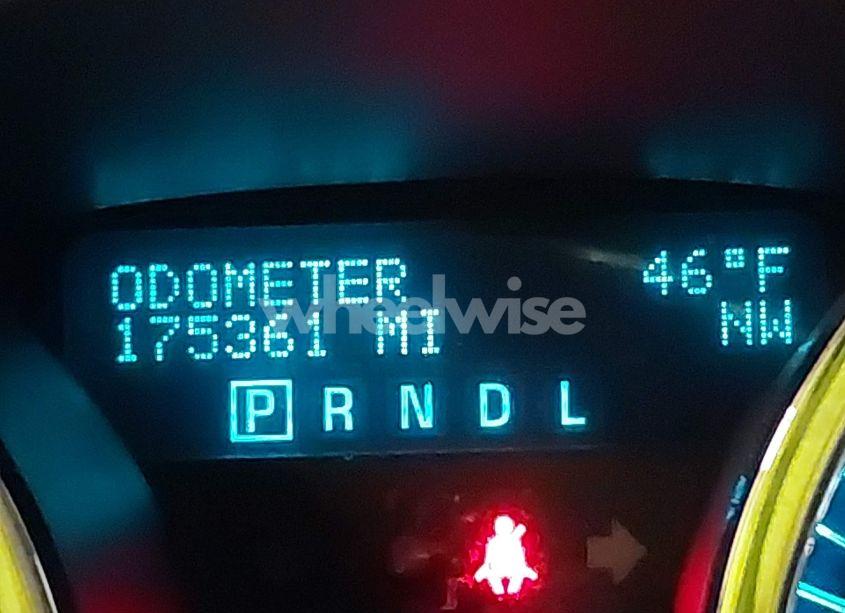 ODOMETER 46°F
175361 MI NW
P R N D L
wheelwise